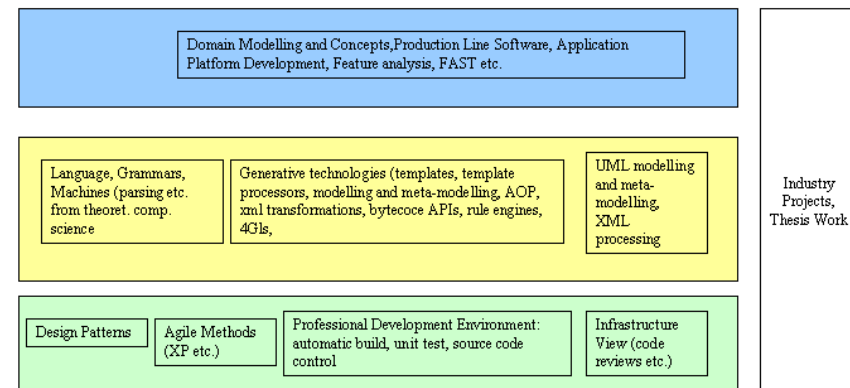 Domain Modelling and Concepts,Production Line Software, Application
Platform Development, Feature analysis, FAST etc.
Language, Grammars,
Machines (parsing etc.
from theoret. comp.
science
Generative technologies (templates, template
processors, modelling and meta-modelling, AOP,
xml transformations, bytecoce APIs, rule engines,
4Gls,
UML modelling
and meta-
modelling,
XML
processing
Industry
Projects,
Thesis Work
Design Patterns
Agile Methods
(XP etc.)
Professional Development Environment:
automatic build, unit test, source code
control
Infrastructure
View (code
reviews etc.)